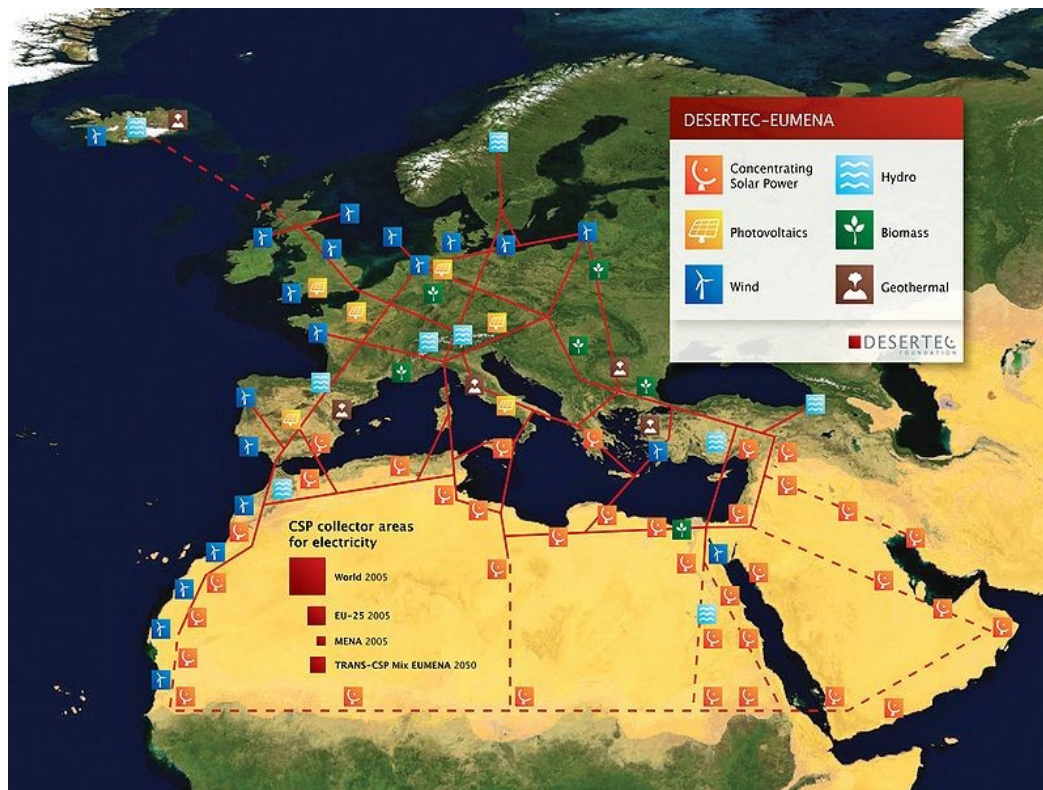 DESERTEC-EUMENA
Concentrating
Solar Power
Hydro
Photovoltaics
Biomass
Wind
Geothermal
DESERTEC
FOUNDATION
CSP collector areas
for electricity
World 2005
EU-25 2005
MENA 2005
TRANS-CSP Mix EUMENA 2050